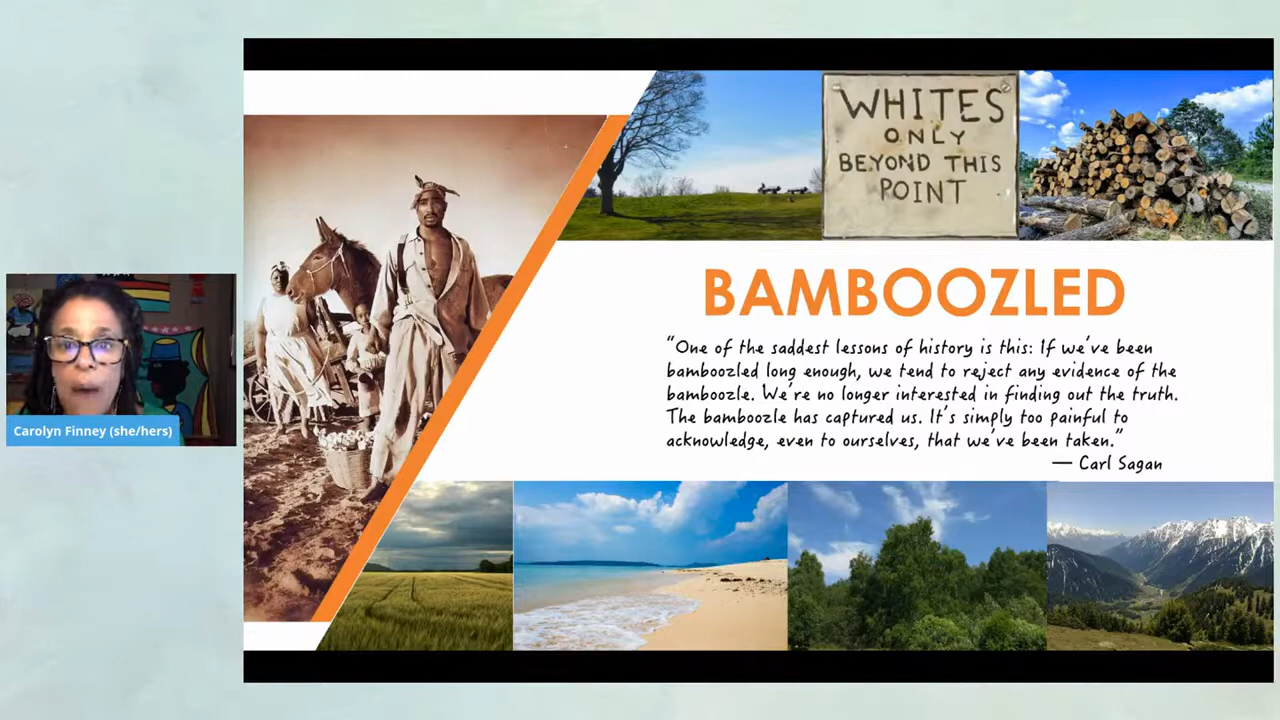 WHITES
ONLY
BEYOND THIS
POINT
BAMBOOZLED
“One of the saddest lessons of history is this: If we’ve been
bamboozled long enough, we tend to reject any evidence of the
bamboozle. We’re no longer interested in finding out the truth.
The bamboozle has captured us. It’s simply too painful to
acknowledge, even to ourselves, that we’ve been taken.”
— Carl Sagan
Carolyn Finney (she/hers)